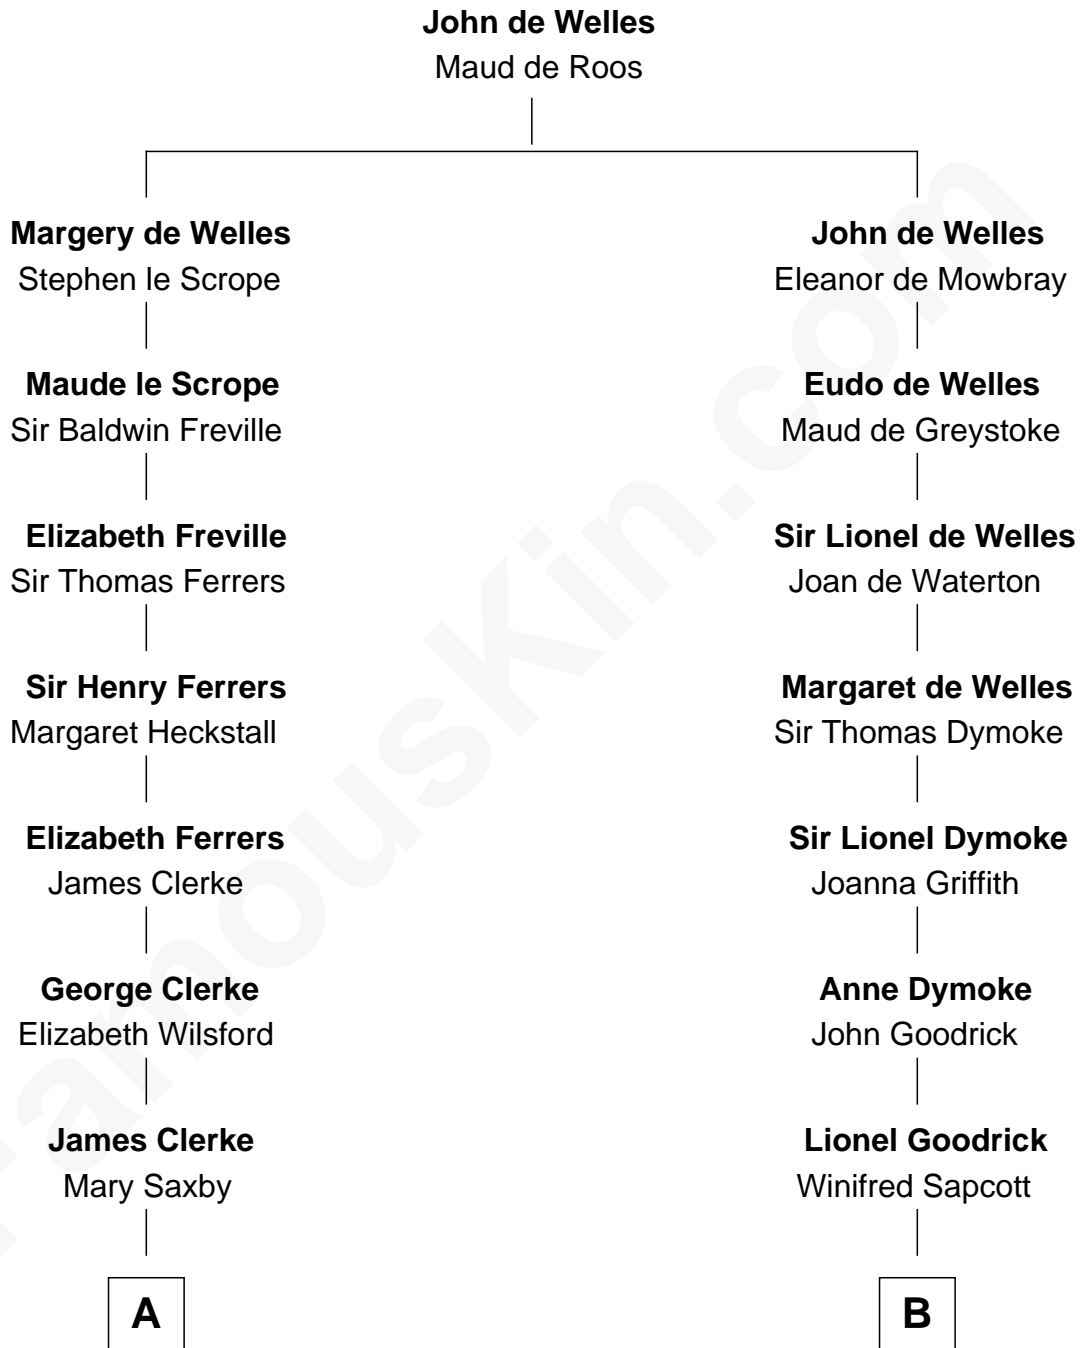 John de Welles
Maud de Roos
Margery de Welles
Stephen le Scrope
John de Welles
Eleanor de Mowbray
Maude le Scrope
Sir Baldwin Freville
Eudo de Welles
Maud de Greystoke
Elizabeth Freville
Sir Thomas Ferrers
Sir Lionel de Welles
Joan de Waterton
Sir Henry Ferrers
Margaret Heckstall
Margaret de Welles
Sir Thomas Dymoke
Elizabeth Ferrers
James Clerke
Sir Lionel Dymoke
Joanna Griffith
George Clerke
Elizabeth Wilsford
Anne Dymoke
John Goodrick
James Clerke
Mary Saxby
Lionel Goodrick
Winifred Sapcott
A
B
FamousKin.com